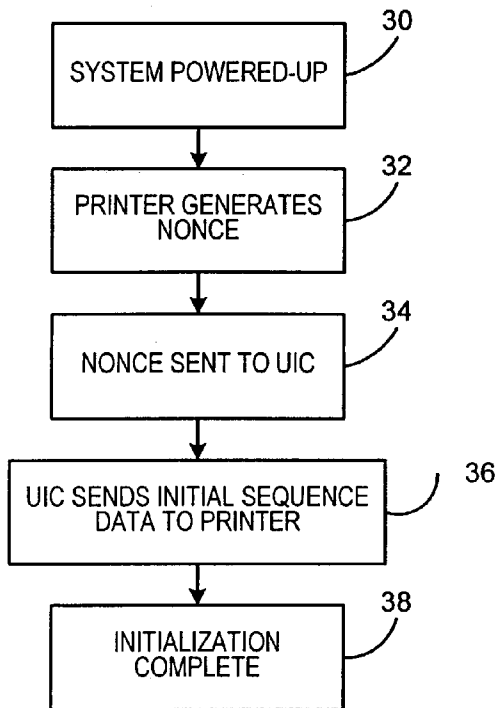 30
SYSTEM POWERED-UP
32
PRINTER GENERATES
NONCE
34
NONCE SENT TO UIC
36
UIC SENDS INITIAL SEQUENCE
DATA TO PRINTER
38
INITIALIZATION
COMPLETE